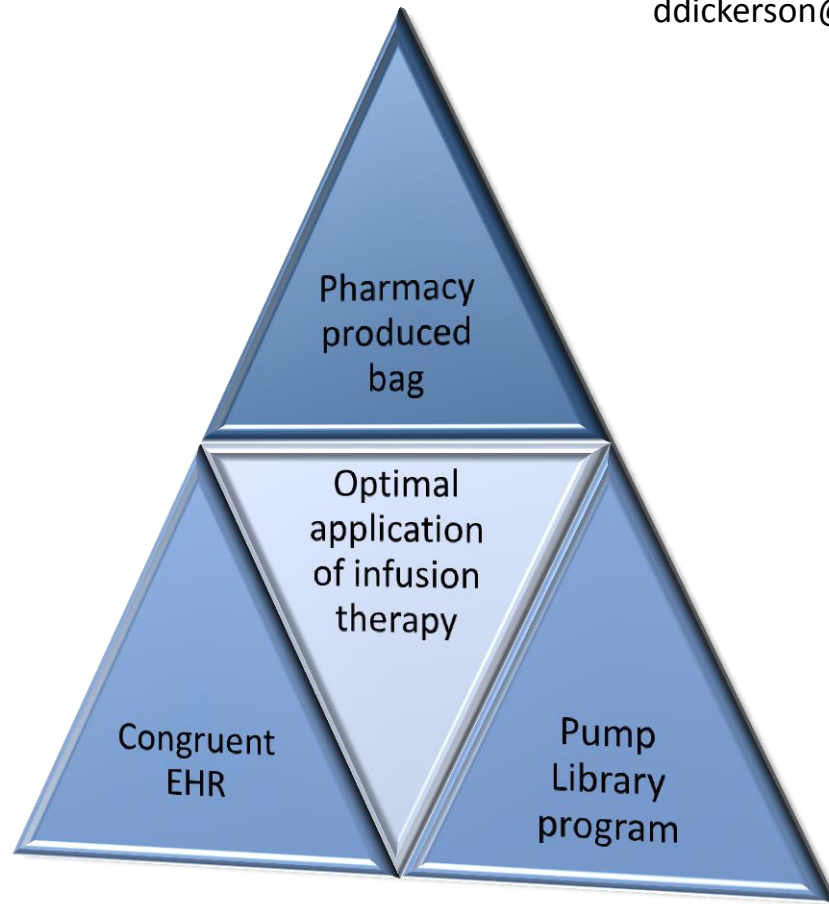 ddickerson@
Pharmacy
produced
bag
Optimal
application
of infusion
therapy
Congruent
EHR
Pump
Library
program